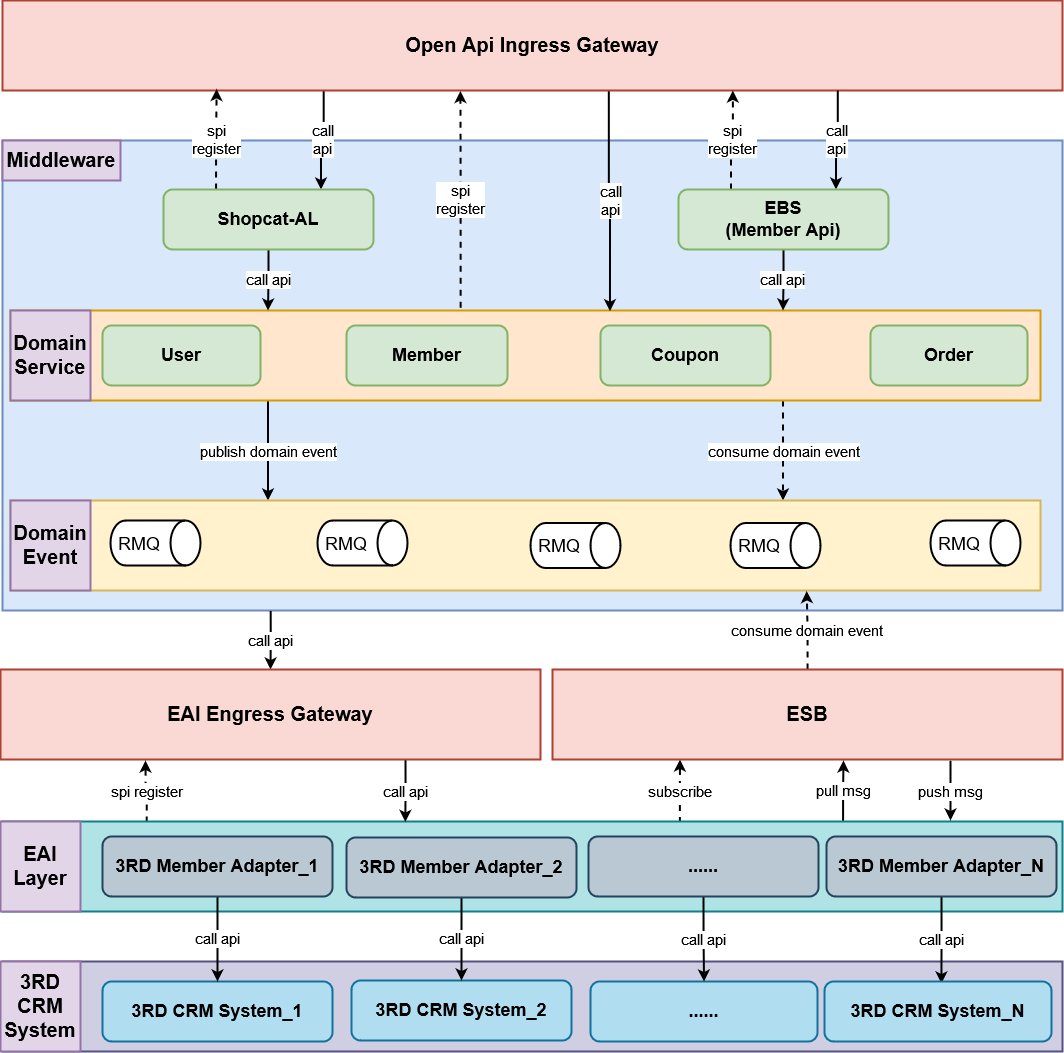 Open Api Ingress Gateway
spi
register
call
api
spi
register
call
api
spi
register
call
api
Middleware
Shopcat-AL
EBS
(Member Api)
call api
call api
Domain
Service
User
Member
Coupon
Order
publish domain event
consume domain event
Domain
Event
RMQ
RMQ
RMQ
RMQ
RMQ
call api
consume domain event
EAI Engress Gateway
ESB
spi register
call api
subscribe
pull msg
push msg
EAI
Layer
3RD Member Adapter_1
3RD Member Adapter_2
......
3RD Member Adapter_N
call api
call api
call api
call api
3RD
CRM
System
3RD CRM System_1
3RD CRM System_2
......
3RD CRM System_N